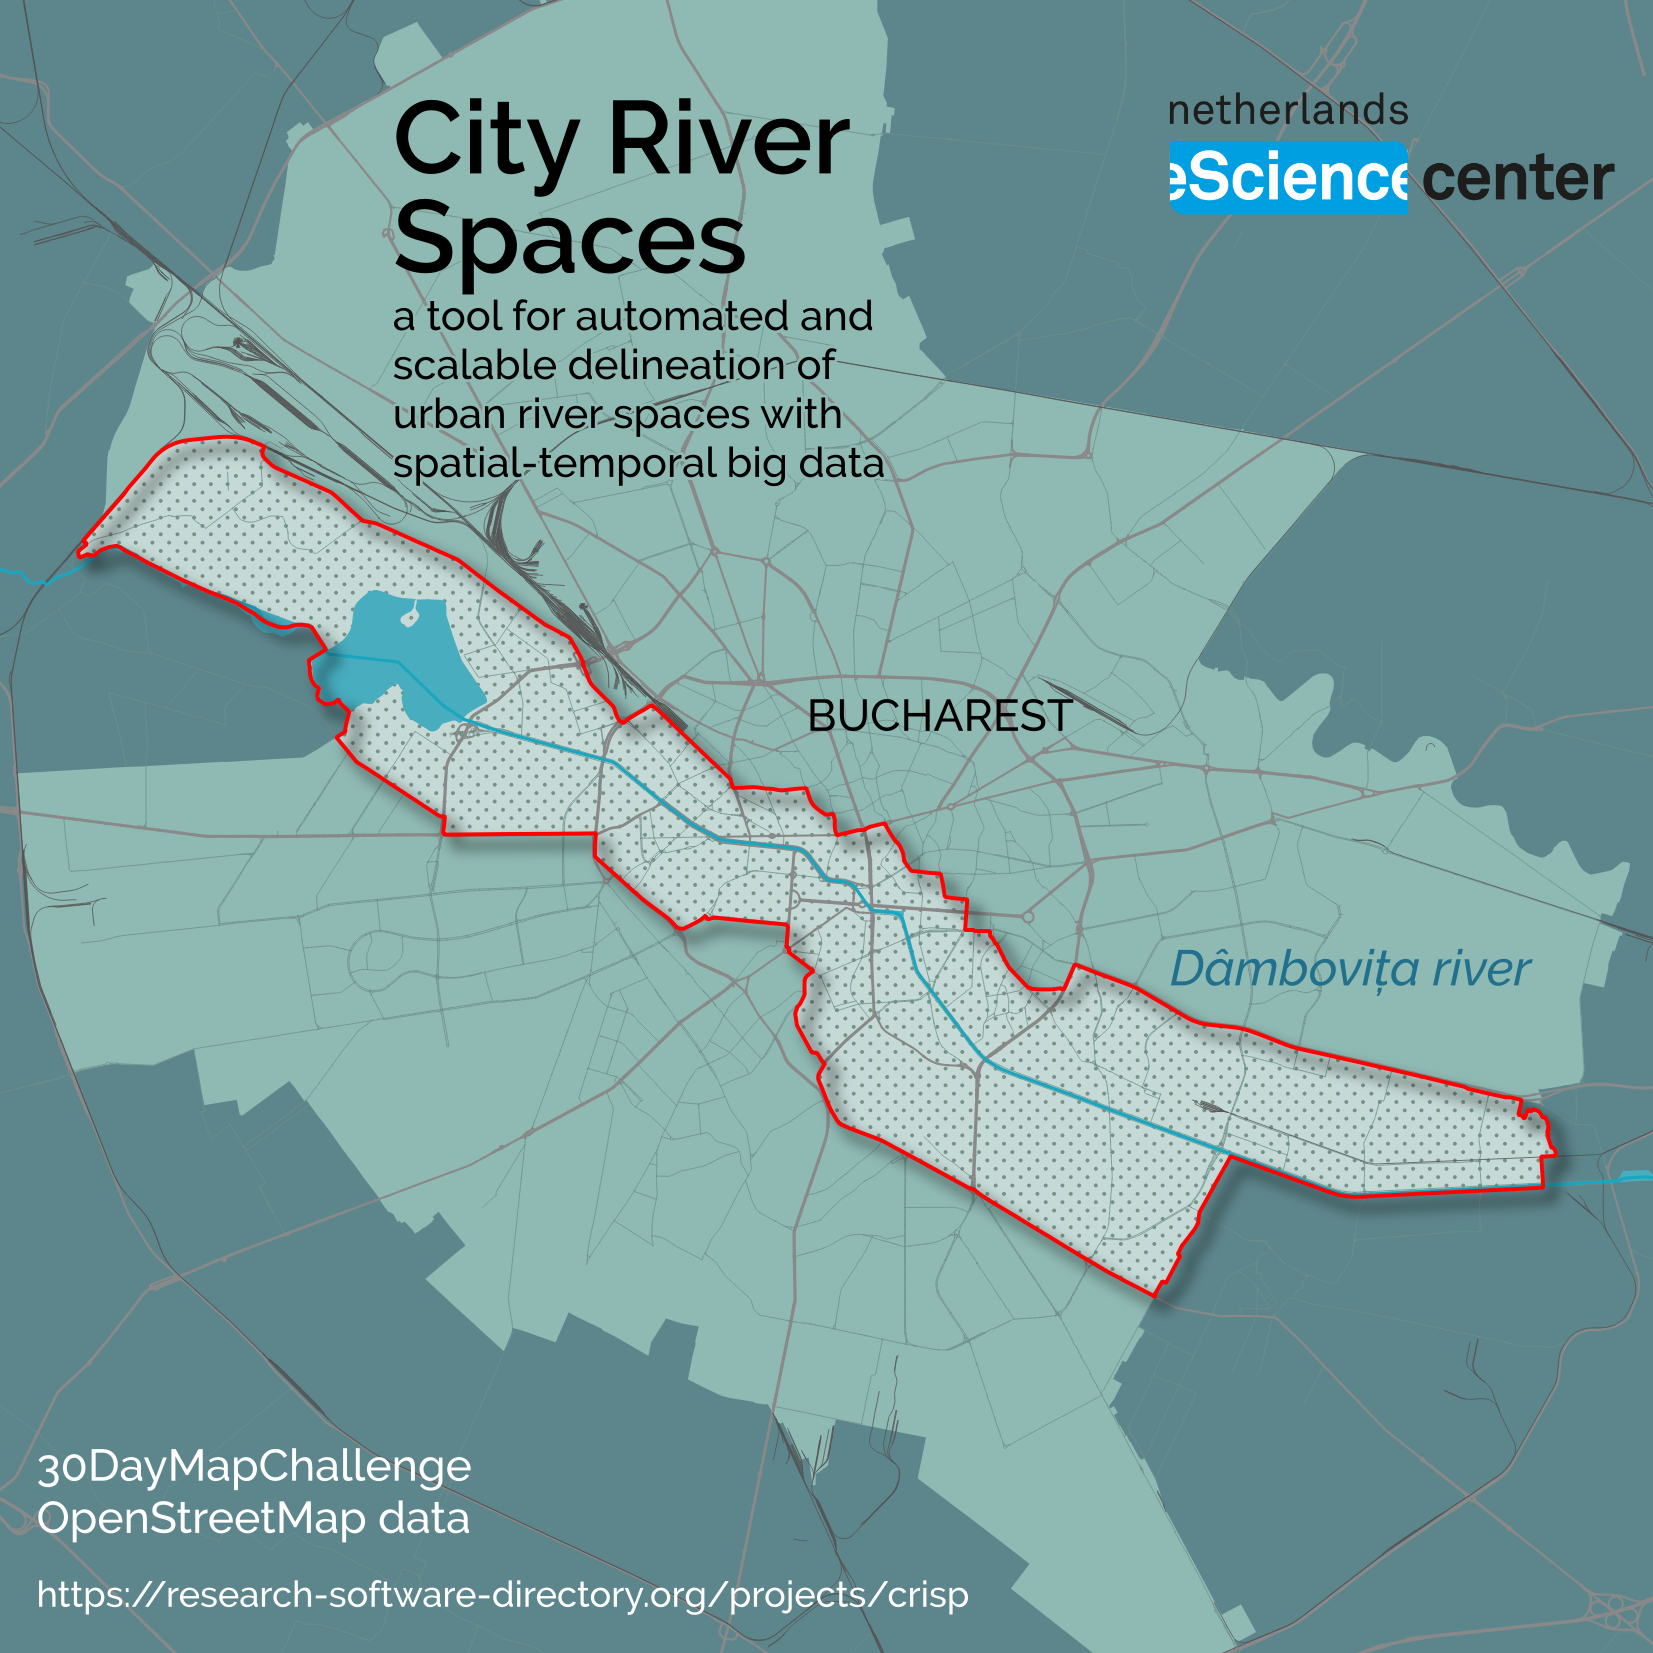 City River
Spaces
a tool for automated and
scalable delineation of
urban river spaces with
spatial-temporal big data
netherlands
eScience center
BUCHAREST
Dâmbovița river
30DayMapChallenge
OpenStreetMap data
https://research-software-directory.org/projects/crisp